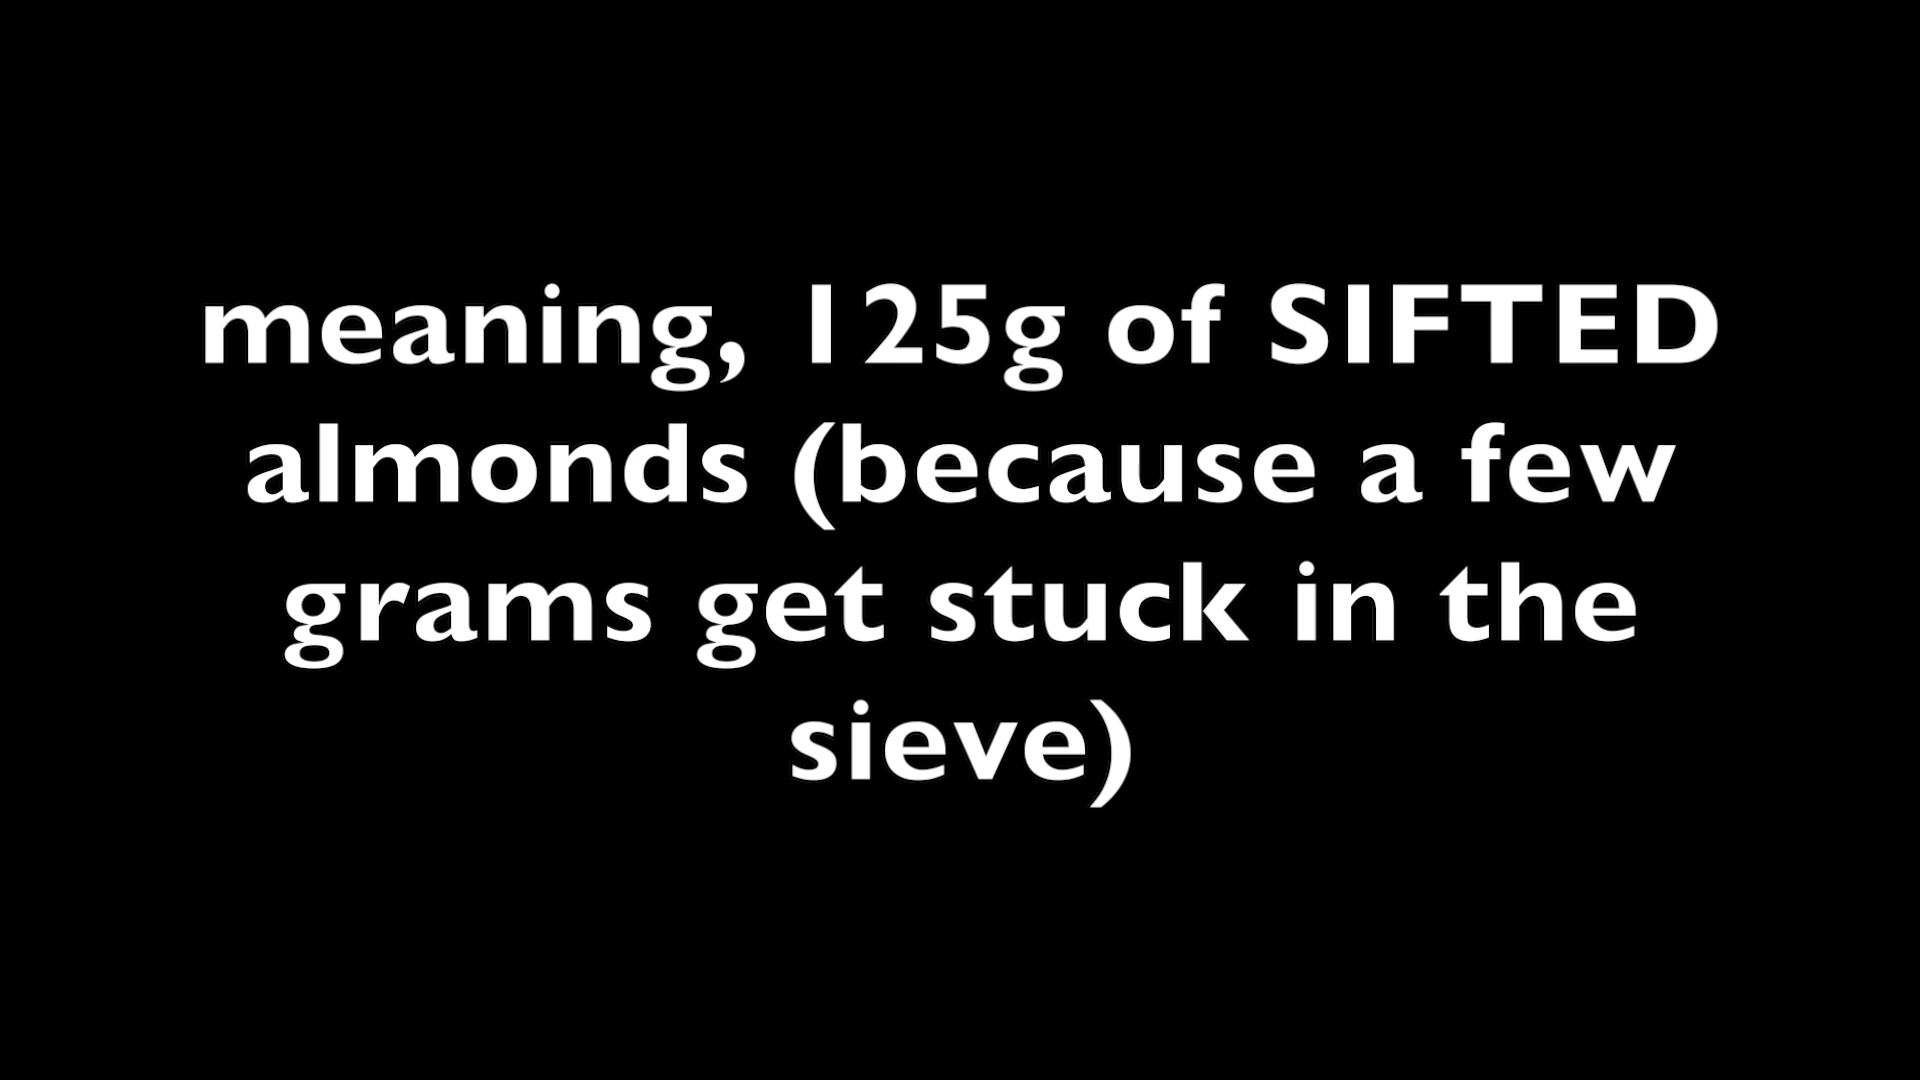 meaning, 125g of SIFTED
almonds (because a few
grams get stuck in the
sieve)